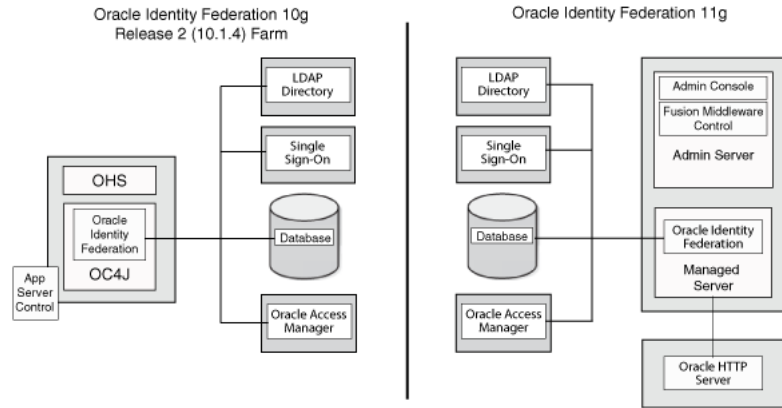 Oracle Identity Federation 10g
Release 2 (10.1.4) Farm
LDAP
Directory
Single
Sign-On
OHS
Oracle
Identity
Federation
OC4J
App
Server
Control
Database
Oracle Access
Manager
Oracle Identity Federation 11g
LDAP
Directory
Single
Sign-On
Database
Oracle Access
Manager
Admin Console
Fusion Middleware
Control
Admin Server
Oracle Identity
Federation
Managed
Server
Oracle HTTP
Server